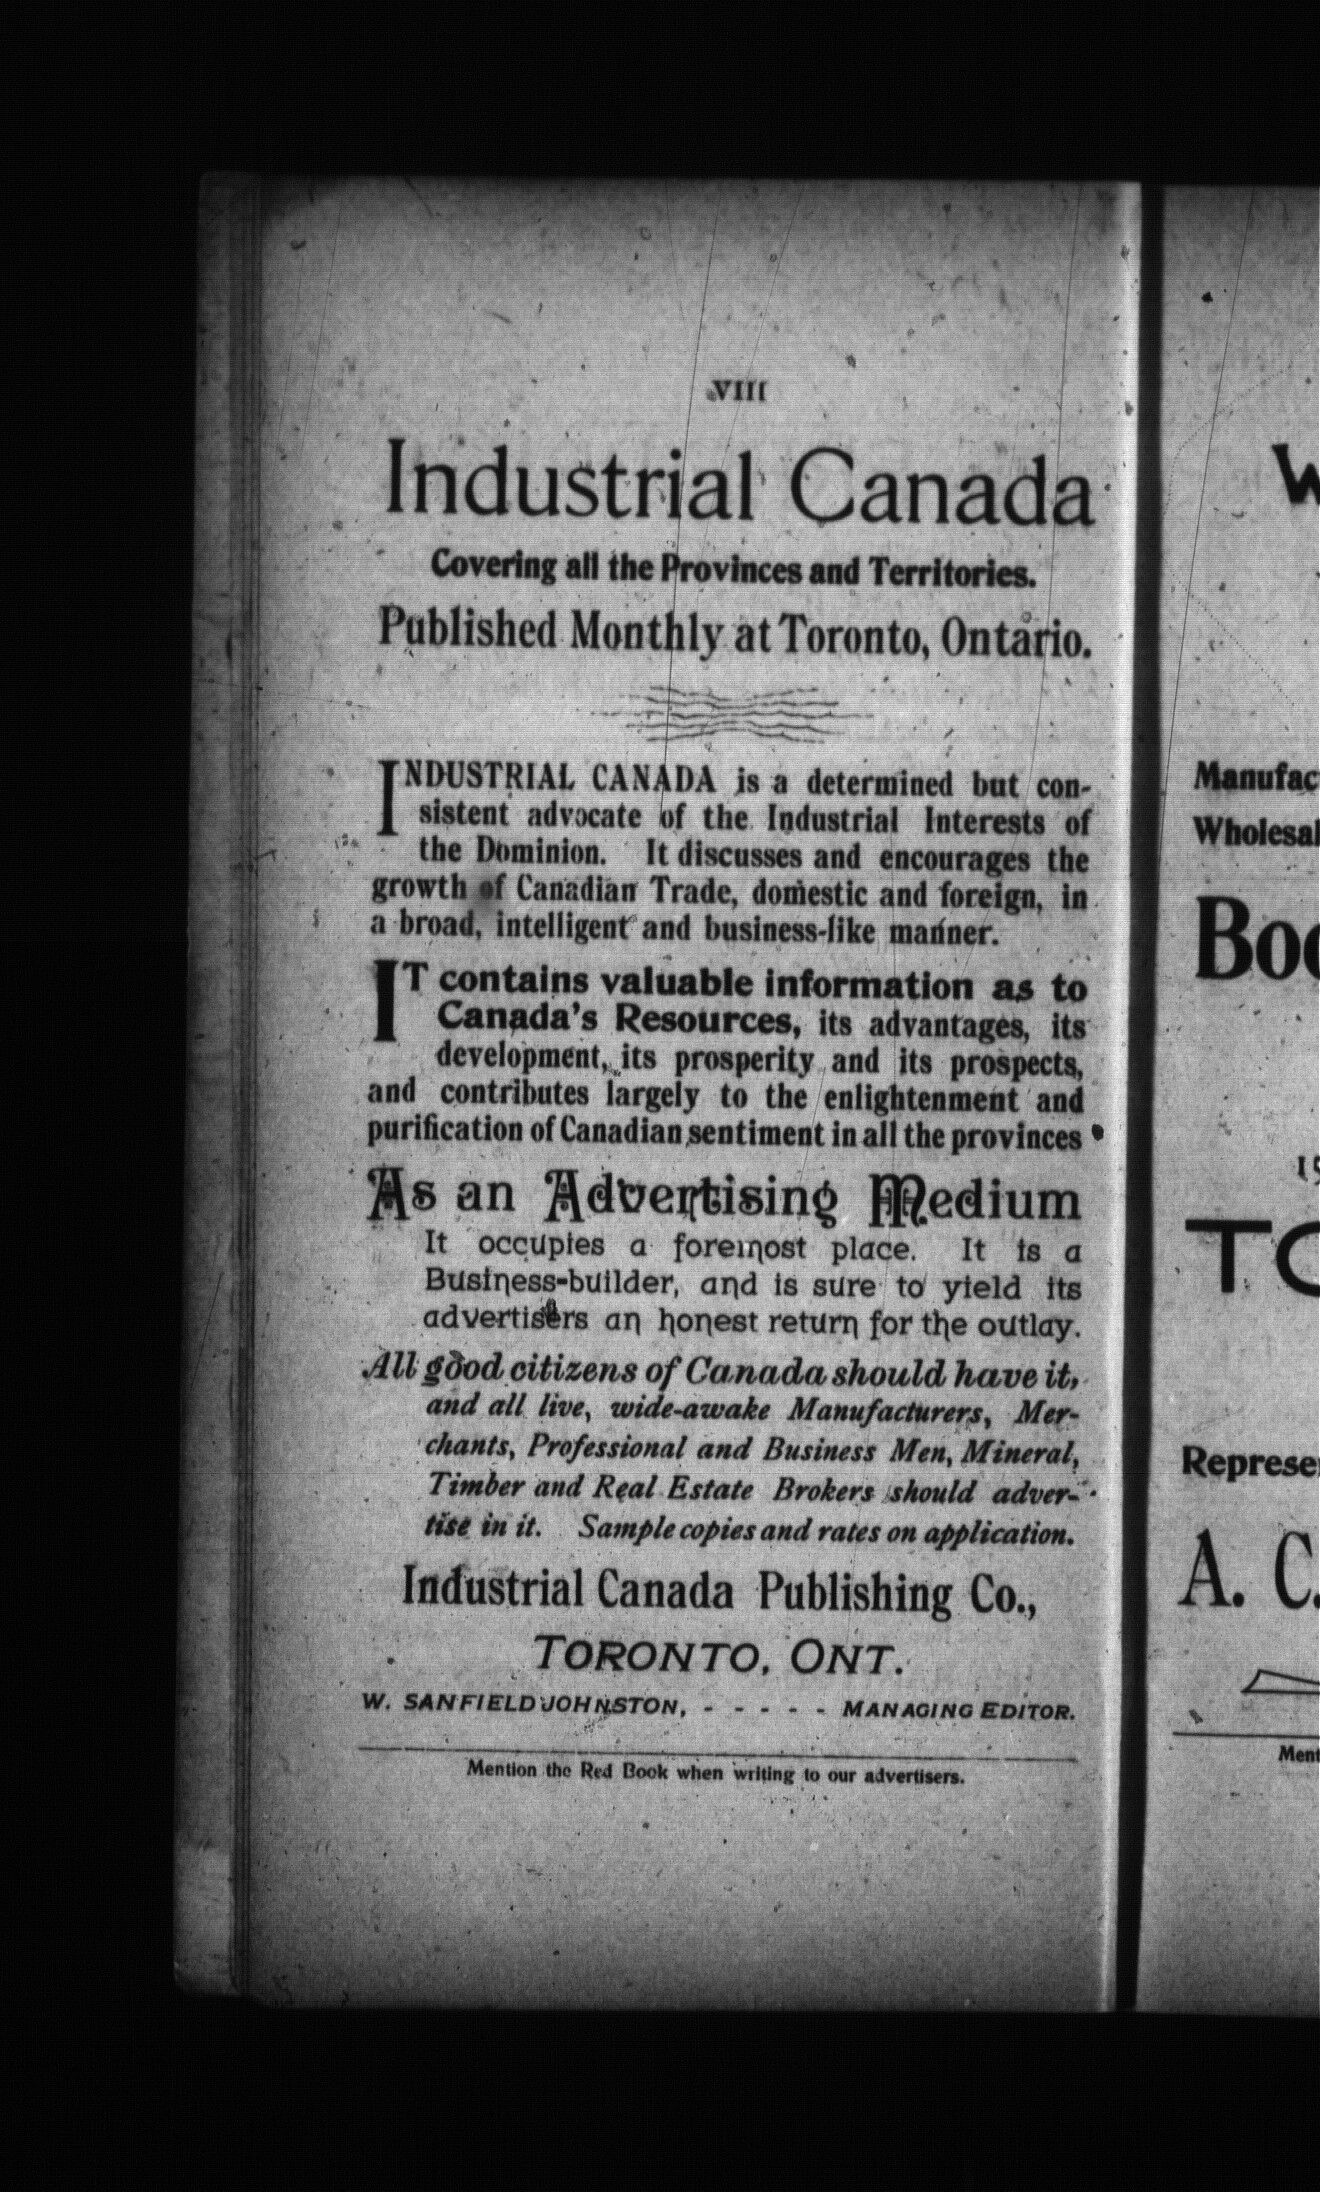 VIII
Industrial Canada
Covering all the Provinces and Territories.
Published Monthly at Toronto, Ontario.
INDUSTRIAL CANADA is a determined but con-
sistent advocate of the Industrial Interests of
the Dominion. It discusses and encourages the
growth of Canadian Trade, domestic and foreign, in
a broad, intelligent and business-like manner.
IT contains valuable information as to
Canada's Resources, its advantages, its
development, its prosperity and its prospects,
and contributes largely to the enlightenment and
purification of Canadian sentiment in all the provinces
As an Advertising Medium
It occupies a foremost place. It is a
Business-builder, and is sure to yield its
advertisers an honest return for the outlay.
All good citizens of Canada should have it,
and all live, wide-awake Manufacturers, Mer-
chants, Professional and Business Men, Mineral,
Timber and Real Estate Brokers should adver-
tise in it. Sample copies and rates on application.
Industrial Canada Publishing Co.,
TORONTO, ONT.
W. SANFIELD JOHNSTON, - - - - - MANAGING EDITOR.
Mention the Red Book when writing to our advertisers.
W
Manufac
Wholesal
Boo
15
TO
Represe
A. C.
Ment